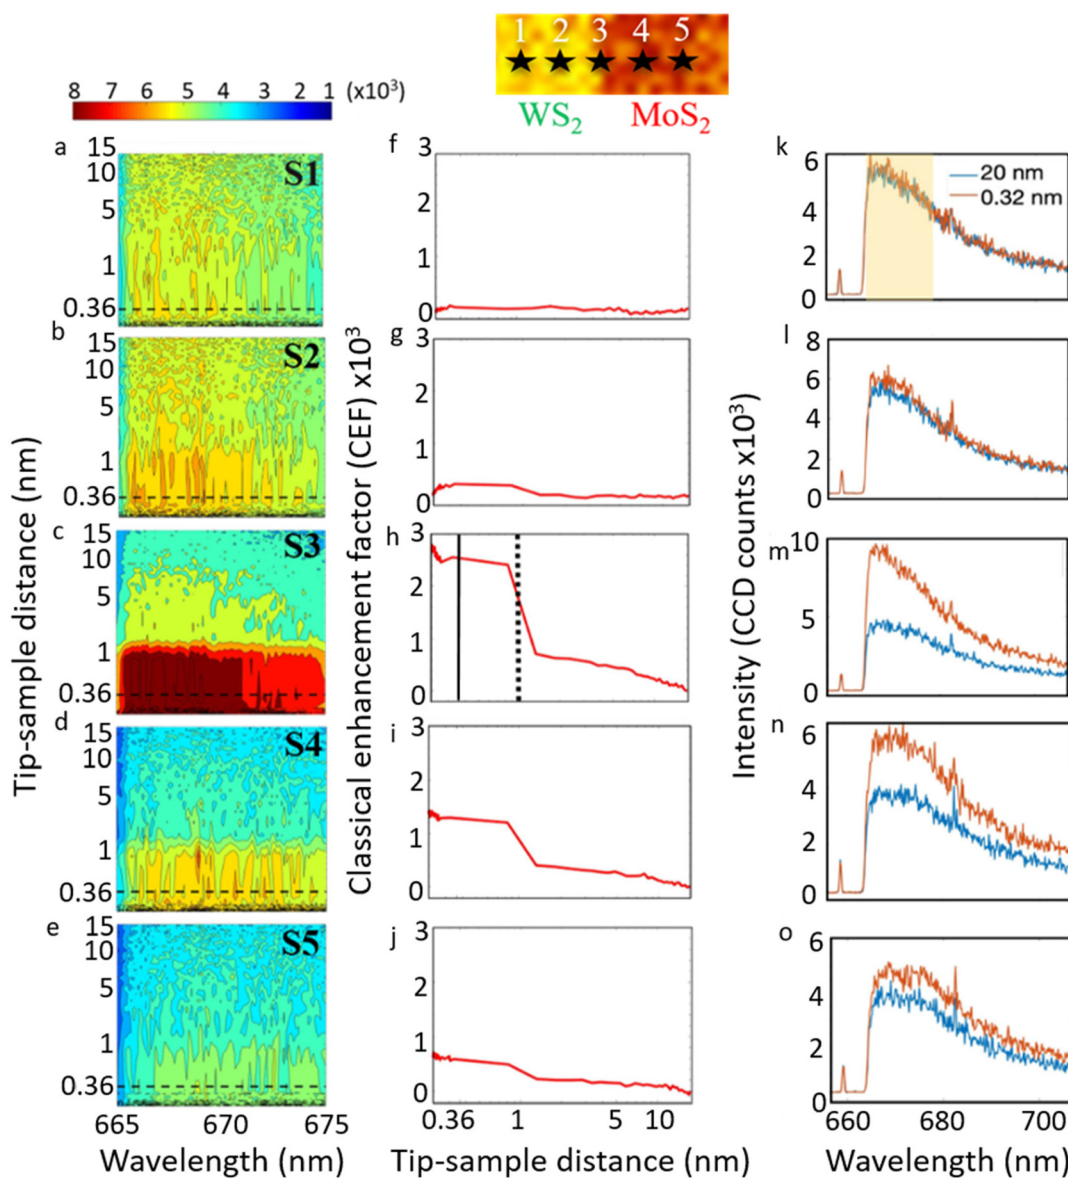 1 2 3 4 5
WS2 MoS2
8 7 6 5 4 3 2 1 (x10³)
a
15
10
5
1
0.36
S1
b
15
10
5
1
0.36
S2
c
15
10
5
1
0.36
S3
d
15
10
5
1
0.36
S4
e
15
10
5
1
0.36
S5
665 670 675
Wavelength (nm)
Tip-sample distance (nm)
f
3
2
1
0
g
3
2
1
0
h
3
2
1
0
i
3
2
1
0
j
3
2
1
0
0.36 1 5 10
Tip-sample distance (nm)
Classical enhancement factor (CEF) x10³
k
6
4
2
0
20 nm
0.32 nm
l
8
6
4
2
0
m
10
5
0
n
6
4
2
0
o
6
4
2
0
660 680 700
Wavelength (nm)
Intensity (CCD counts x10³)